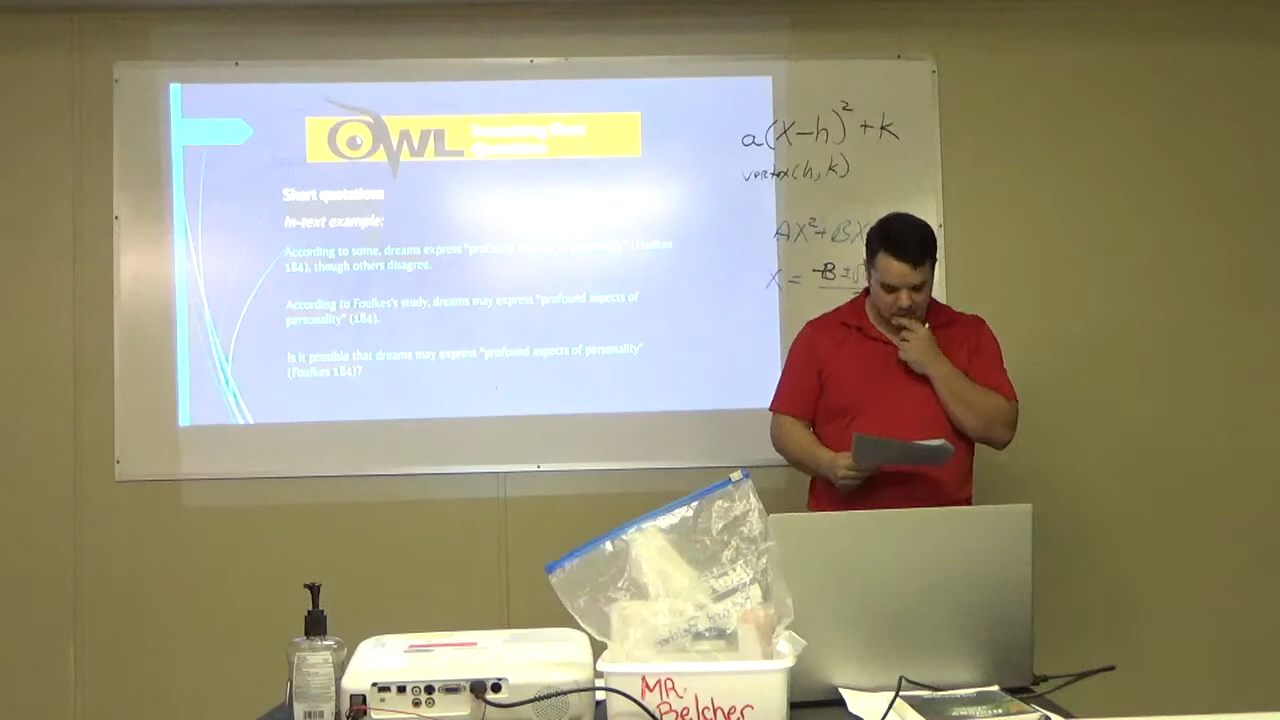 OWL
Short quotations
In-text example:
According to some, dreams express "profound aspects of personality" (Foulkes
184), though others disagree.
According to Foulkes's study, dreams may express "profound aspects of
personality" (184).
Is it possible that dreams may express "profound aspects of personality"
(Foulkes 184)?
a(x-h)²+k
vertex(h,k)
AX²+BX
X = -B±√
MR.
Belcher